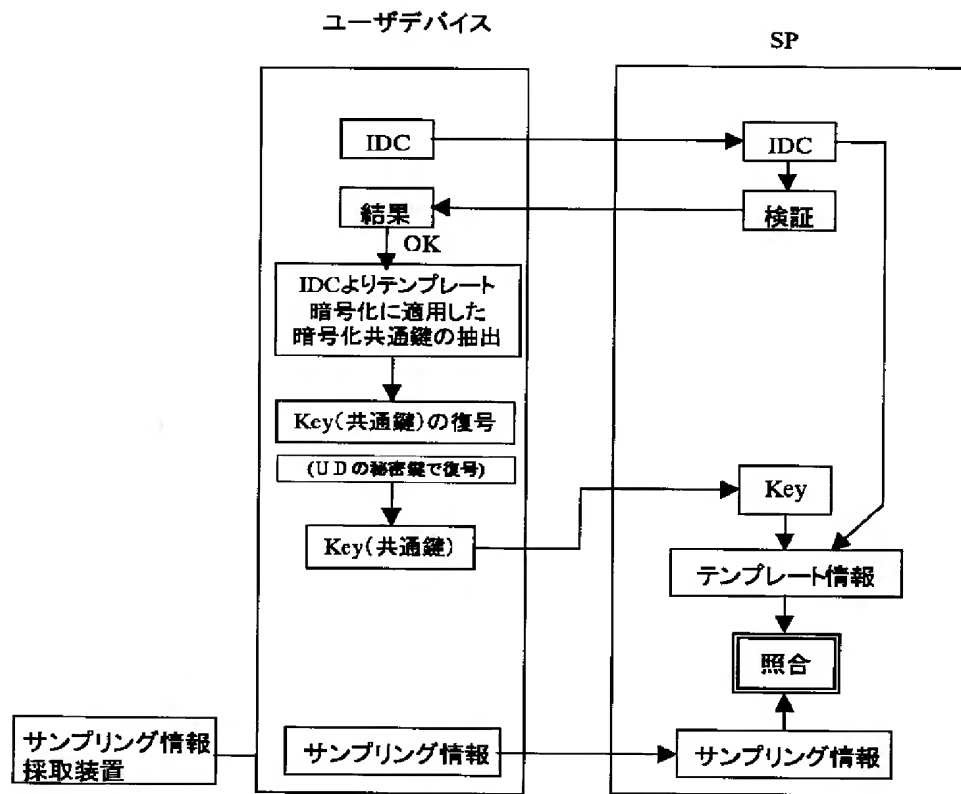 ユーザデバイス
SP
IDC
IDC
結果
検証
OK
IDCよりテンプレート
暗号化に適用した
暗号化共通鍵の抽出
Key(共通鍵)の復号
(UDの秘密鍵で復号)
Key
Key(共通鍵)
テンプレート情報
照合
サンプリング情報
採取装置
サンプリング情報
サンプリング情報